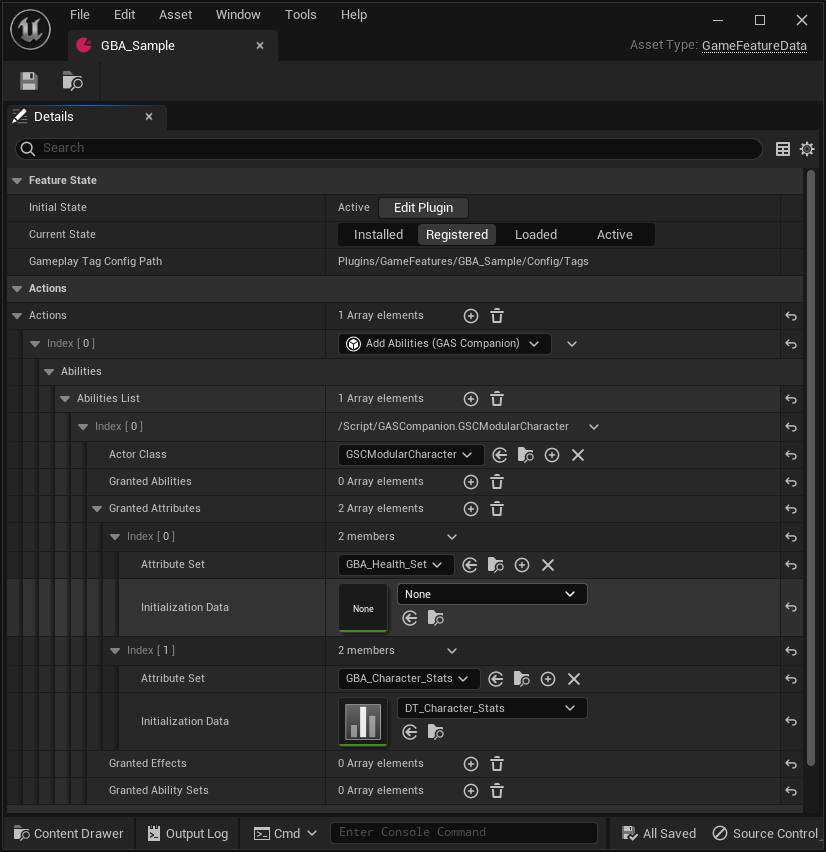 File Edit Asset Window Tools Help
GBA_Sample
Asset Type: GameFeatureData
Details
Search
Feature State
Initial State Active Edit Plugin
Current State Installed Registered Loaded Active
Gameplay Tag Config Path Plugins/GameFeatures/GBA_Sample/Config/Tags
Actions
Actions 1 Array elements
Index [ 0 ] Add Abilities (GAS Companion)
Abilities
Abilities List 1 Array elements
Index [ 0 ] /Script/GASCompanion.GSCModularCharacter
Actor Class GSCModularCharacter
Granted Abilities 0 Array elements
Granted Attributes 2 Array elements
Index [ 0 ] 2 members
Attribute Set GBA_Health_Set
Initialization Data None None
Index [ 1 ] 2 members
Attribute Set GBA_Character_Stats
Initialization Data DT_Character_Stats
Granted Effects 0 Array elements
Granted Ability Sets 0 Array elements
Content Drawer Output Log Cmd Enter Console Command All Saved Source Control